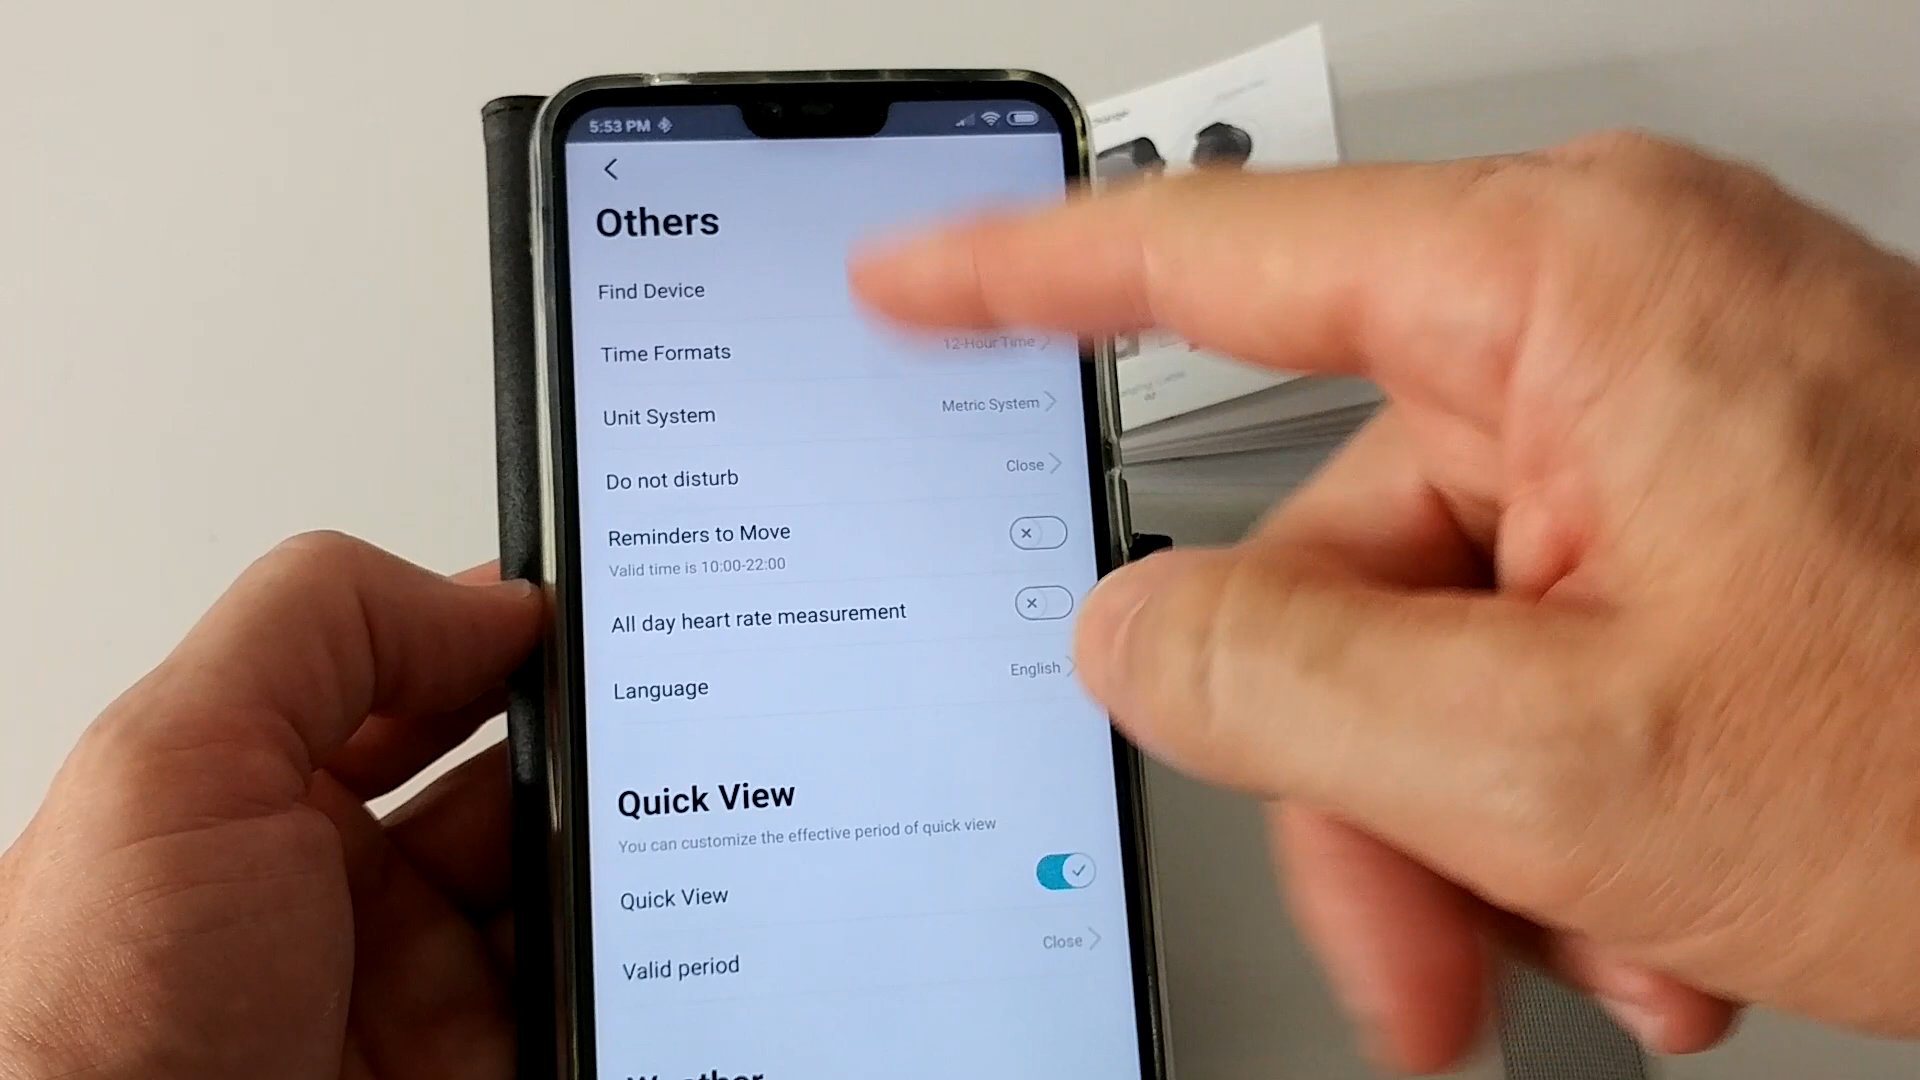 5:53 PM
Others
Find Device
Time Formats 12-Hour Time
Unit System Metric System
Do not disturb Close
Reminders to Move
Valid time is 10:00-22:00
All day heart rate measurement
Language English
Quick View
You can customize the effective period of quick view
Quick View
Valid period Close
Weather